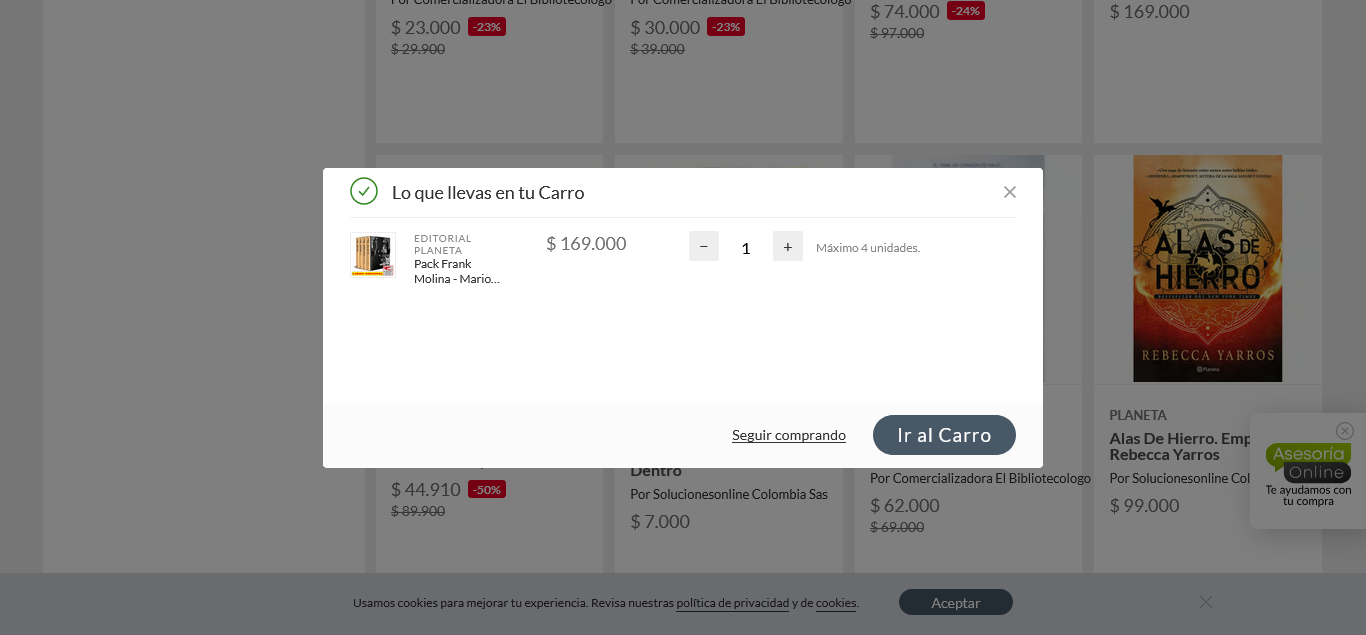 Por Comercializadora El Bibliotecologo
Por Comercializadora El Bibliotecologo
$ 23.000 -23%
$ 29.900
$ 30.000 -23%
$ 39.000
$ 74.000 -24%
$ 97.000
$ 169.000
Lo que llevas en tu Carro
EDITORIAL
PLANETA
Pack Frank
Molina - Mario...
$ 169.000
− 1 +
Máximo 4 unidades.
Seguir comprando
Ir al Carro
ALAS DE
HIERRO
REBECCA YARROS
Planeta
$ 44.910 -50%
$ 89.900
Dentro
Por Solucionesonline Colombia Sas
$ 7.000
Por Comercializadora El Bibliotecologo
$ 62.000
$ 69.000
PLANETA
Alas De Hierro. Emp
Rebecca Yarros
Por Solucionesonline Col
$ 99.000
Asesoría
Online
Te ayudamos con
tu compra
Usamos cookies para mejorar tu experiencia. Revisa nuestras política de privacidad y de cookies.
Aceptar